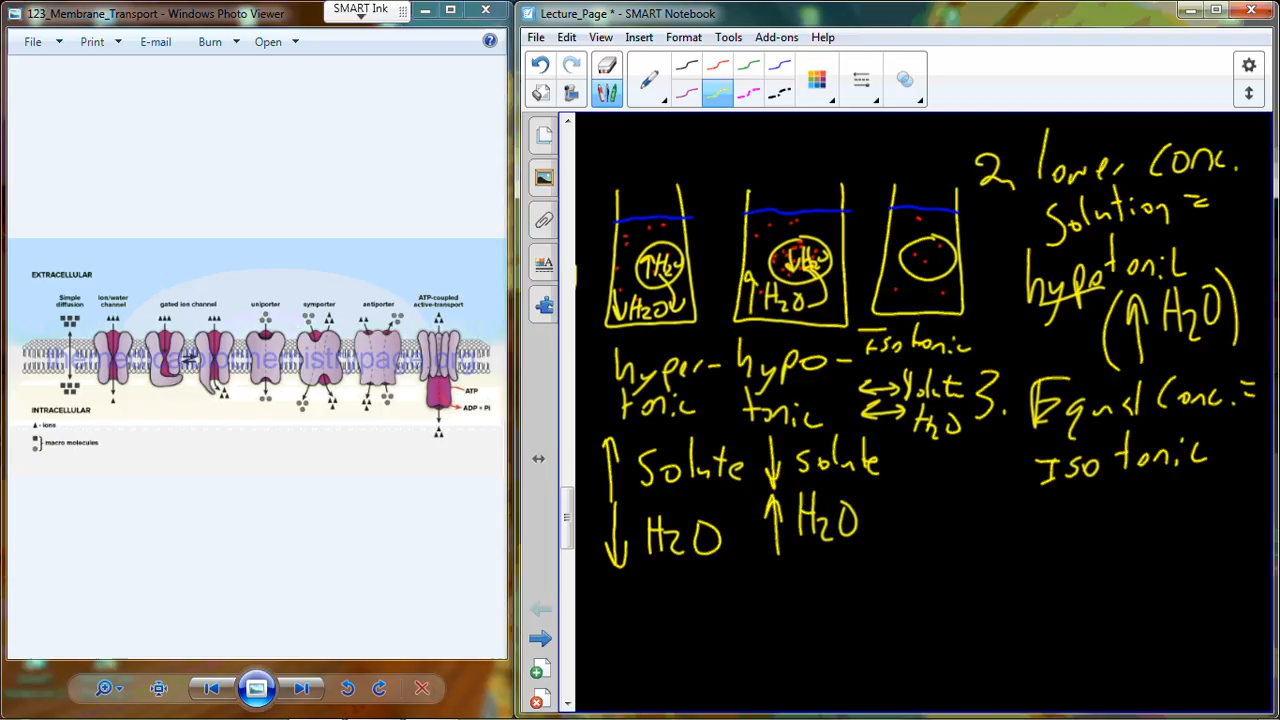 123_Membrane_Transport - Windows Photo Viewer
SMART Ink
File Print E-mail Burn Open
EXTRACELLULAR
Simple diffusion
ion/water channel
gated ion channel
uniporter
symporter
antiporter
ATP-coupled active-transport
ATP
ADP + Pi
INTRACELLULAR
- ions
macro molecules
Lecture_Page * - SMART Notebook
File Edit View Insert Format Tools Add-ons Help
↑H2O
↓H2O
↓H2O
↑H2O
hyper-
tonic
↑ Solute
↓ H2O
hypo-
tonic
↓ solute
↑ H2O
Isotonic
↔ Solute
↔ H2O
2. lower Conc.
Solution =
hypotonic
(↑ H2O)
3. Equal Conc. =
Isotonic